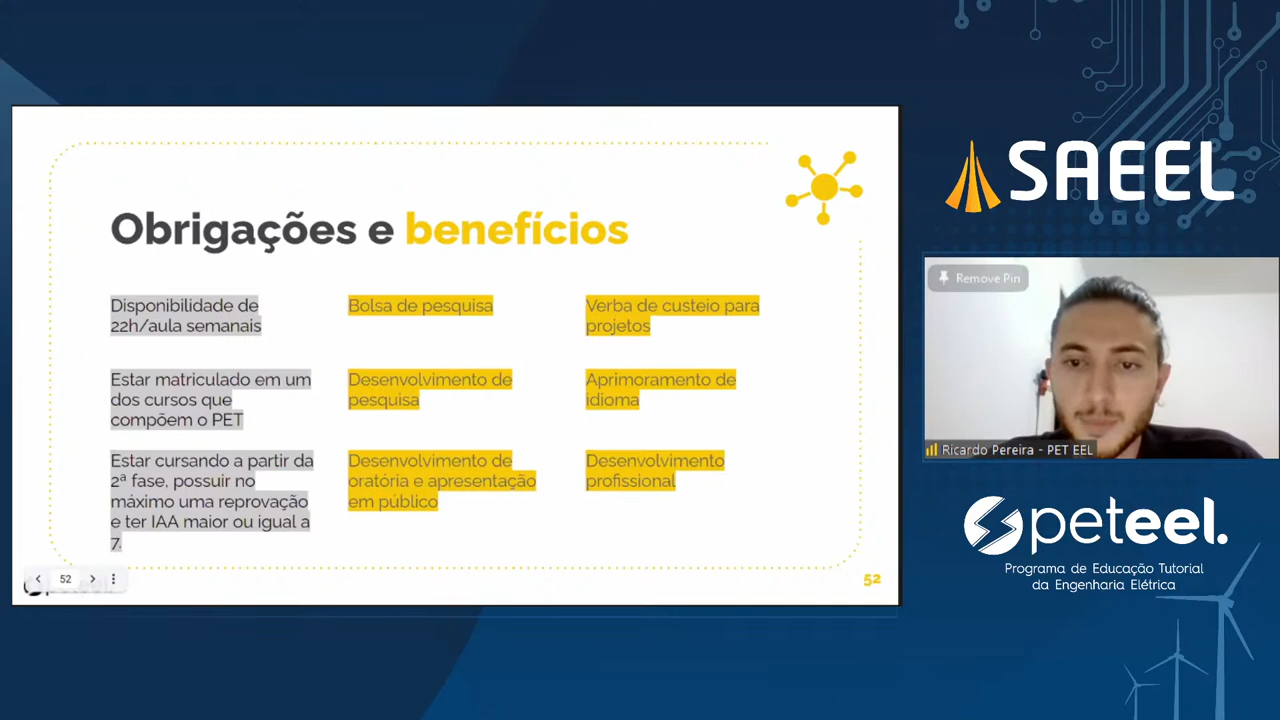 Obrigações e benefícios
Disponibilidade de
22h/aula semanais
Estar matriculado em um
dos cursos que
compõem o PET
Estar cursando a partir da
2ª fase, possuir no
máximo uma reprovação
e ter IAA maior ou igual a
7.
Bolsa de pesquisa
Desenvolvimento de
pesquisa
Desenvolvimento de
oratória e apresentação
em público
Verba de custeio para
projetos
Aprimoramento de
idioma
Desenvolvimento
profissional
52
52
SAEEL
Remove Pin
Ricardo Pereira - PET EEL
peteel.
Programa de Educação Tutorial
da Engenharia Elétrica